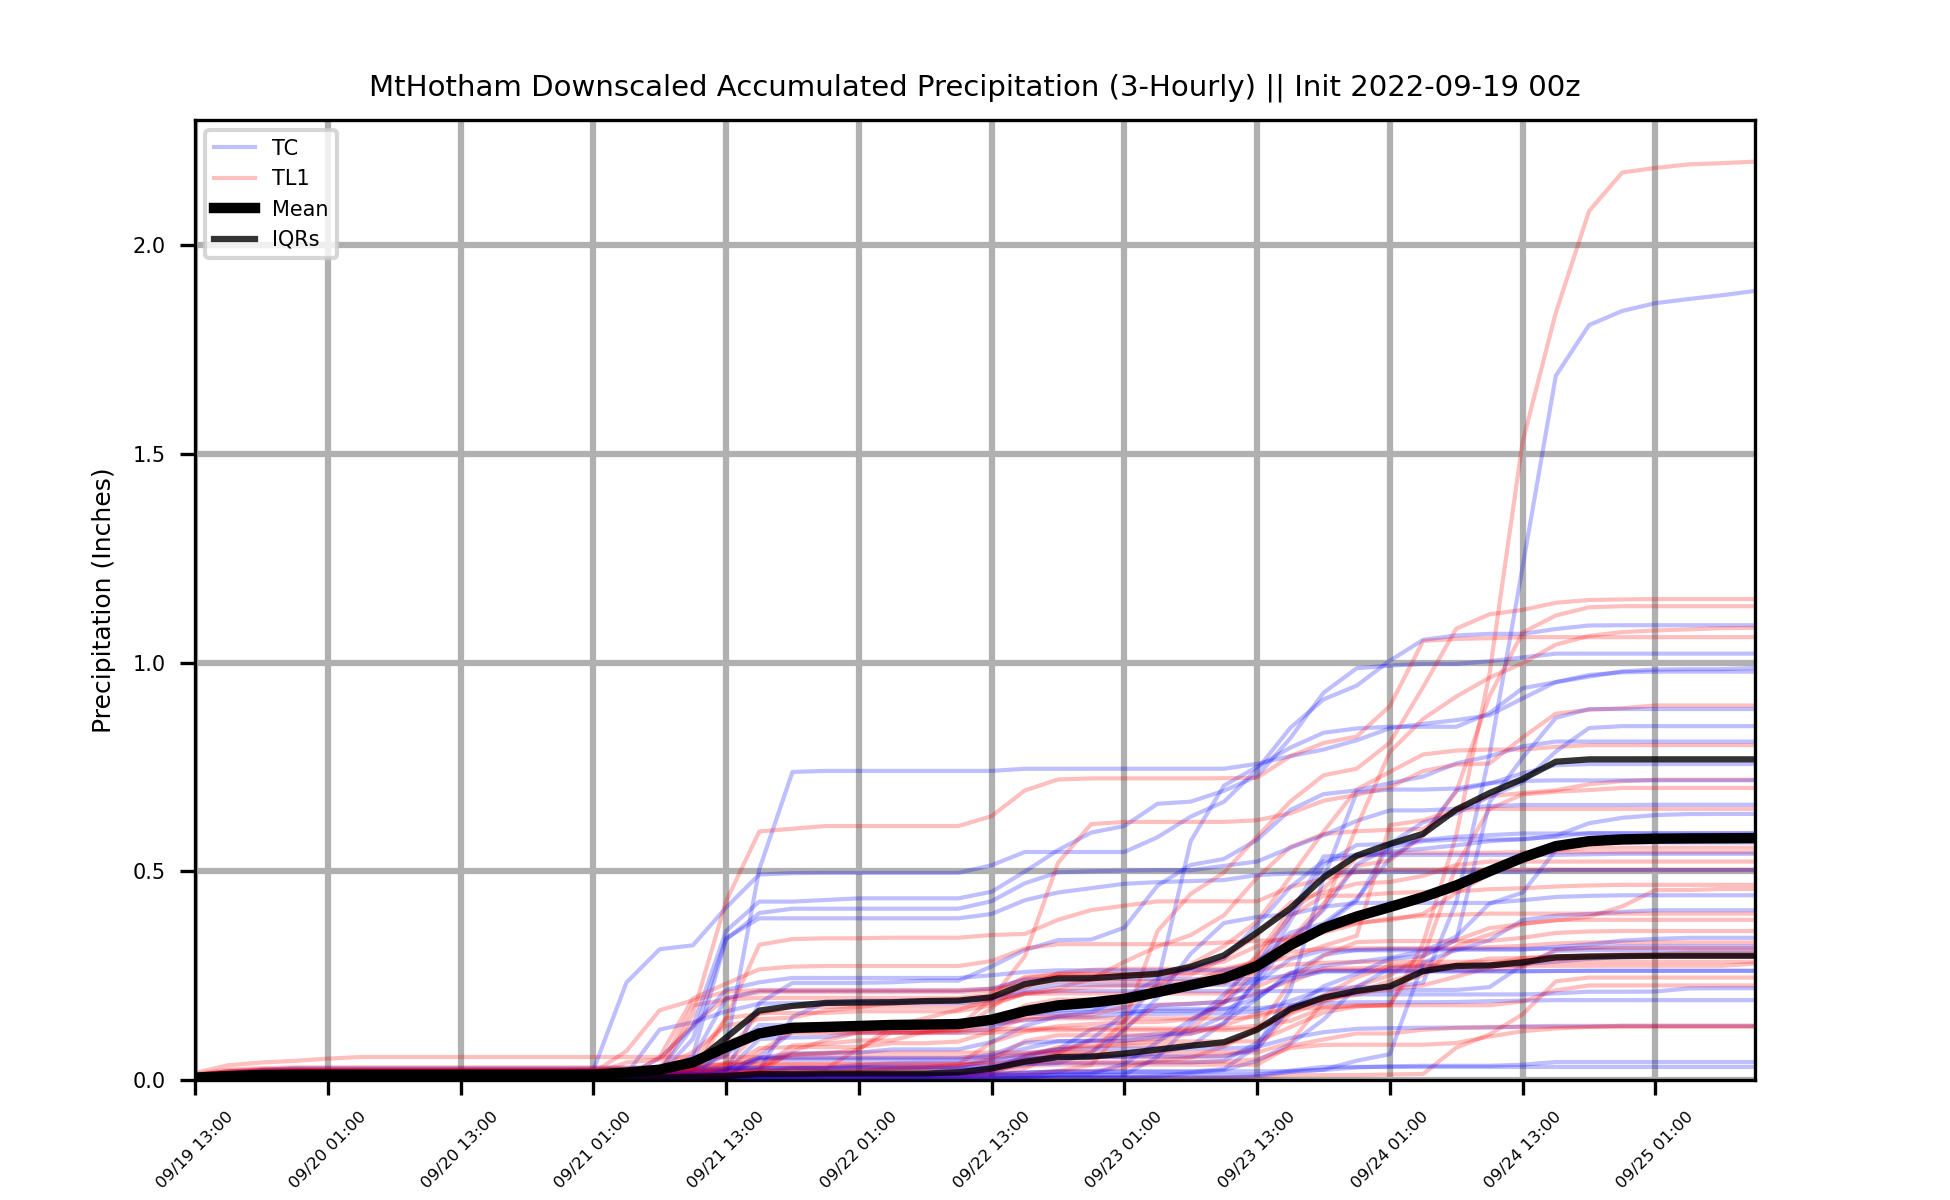 MtHotham Downscaled Accumulated Precipitation (3-Hourly) || Init 2022-09-19 00z
TC
TL1
Mean
IQRs
Precipitation (Inches)
2.0
1.5
1.0
0.5
0.0
09/19 13:00
09/20 01:00
09/20 13:00
09/21 01:00
09/21 13:00
09/22 01:00
09/22 13:00
09/23 01:00
09/23 13:00
09/24 01:00
09/24 13:00
09/25 01:00